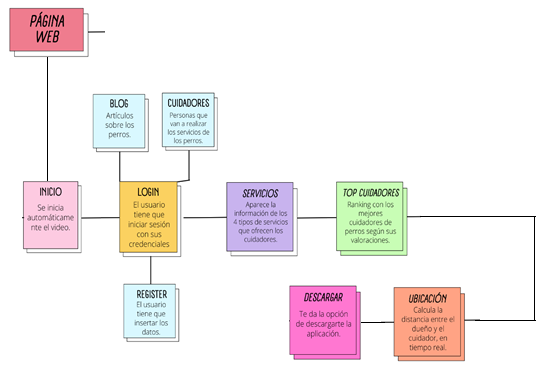 PÁGINA
WEB
BLOG
Artículos
sobre los
perros.
CUIDADORES
Personas que
van a realizar
los servicios de
los perros.
INICIO
Se inicia
automáticame
nte el vídeo.
LOGIN
El usuario
tiene que
iniciar sesión
con sus
credenciales
SERVICIOS
Aparece la
información de los
4 tipos de servicios
que ofrecen los
cuidadores.
TOP CUIDADORES
Ranking con los
mejores
cuidadores de
perros según sus
valoraciones.
REGISTER
El usuario
tiene que
insertar los
datos.
DESCARGAR
Te da la opción
de descargarte la
aplicación.
UBICACIÓN
Calcula la
distancia entre el
dueño y el
cuidador, en
tiempo real.